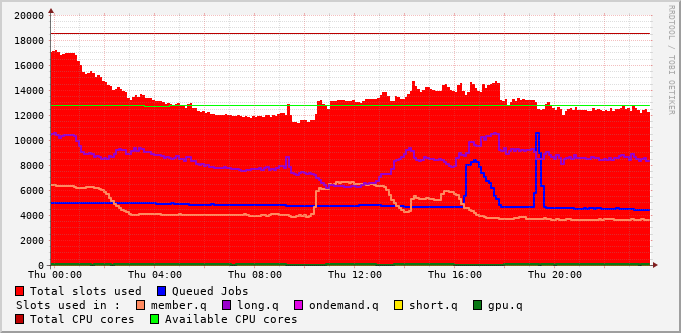 RRDTOOL / TOBI OETIKER
20000
18000
16000
14000
12000
10000
8000
6000
4000
2000
0
Thu 00:00 Thu 04:00 Thu 08:00 Thu 12:00 Thu 16:00 Thu 20:00
Total slots used Queued Jobs
Slots used in : member.q long.q ondemand.q short.q gpu.q
Total CPU cores Available CPU cores